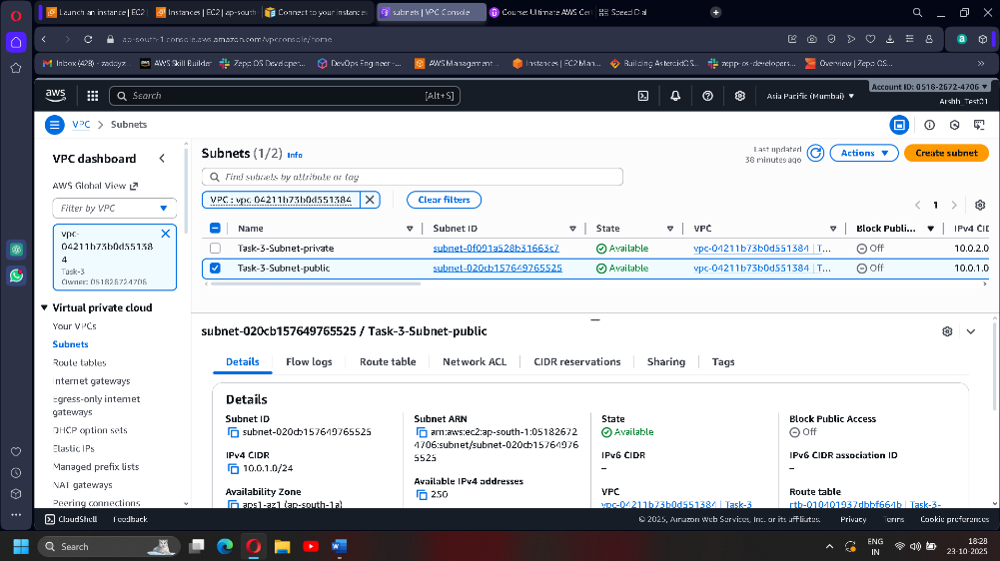 Launch an instance | EC2
Instances | EC2 | ap-south
Connect to your instances
subnets | VPC Console
Course: Ultimate AWS Cer
Speed Dial
ap-south-1.console.aws.amazon.com/vpcconsole/home
Inbox (428) - zadoyz...
AWS Skill Builder
Zepp OS Developer...
DevOps Engineer -...
AWS Management...
Instances | EC2 Man...
Building AsteroidOS...
zepp-os-developers...
Overview | Zepp OS...
aws
Search
[Alt+S]
Asia Pacific (Mumbai)
Account ID: 0518-2672-4706
Arshh_Test01
VPC
Subnets
VPC dashboard
AWS Global View
Filter by VPC
vpc-
04211b73b0d55138
4
Task-3
Owner: 051826724706
Virtual private cloud
Your VPCs
Subnets
Route tables
Internet gateways
Egress-only internet
gateways
DHCP option sets
Elastic IPs
Managed prefix lists
NAT gateways
Peering connections
Subnets (1/2) Info
Last updated
38 minutes ago
Actions
Create subnet
Find subnets by attribute or tag
VPC : vpc-04211b73b0d551384
Clear filters
1
Name
Subnet ID
State
VPC
Block Public...
IPv4 CIDR
Task-3-Subnet-private
subnet-0f091a528b31663c7
Available
vpc-04211b73b0d551384 | T...
Off
10.0.2.0
Task-3-Subnet-public
subnet-020cb157649765525
Available
vpc-04211b73b0d551384 | T...
Off
10.0.1.0
subnet-020cb157649765525 / Task-3-Subnet-public
Details
Flow logs
Route table
Network ACL
CIDR reservations
Sharing
Tags
Details
Subnet ID
subnet-020cb157649765525
Subnet ARN
arn:aws:ec2:ap-south-1:05182672
4706:subnet/subnet-020cb1576497
65525
State
Available
Block Public Access
Off
IPv4 CIDR
10.0.1.0/24
Available IPv4 addresses
250
IPv6 CIDR
–
IPv6 CIDR association ID
–
Availability Zone
aps1-az1 (ap-south-1a)
VPC
vpc-04211b73b0d551384 | Task-3
Route table
rtb-010401937dbbf664b | Task-3-
CloudShell
Feedback
© 2025, Amazon Web Services, Inc. or its affiliates.
Privacy
Terms
Cookie preferences
Search
ENG
IN
18:28
23-10-2025